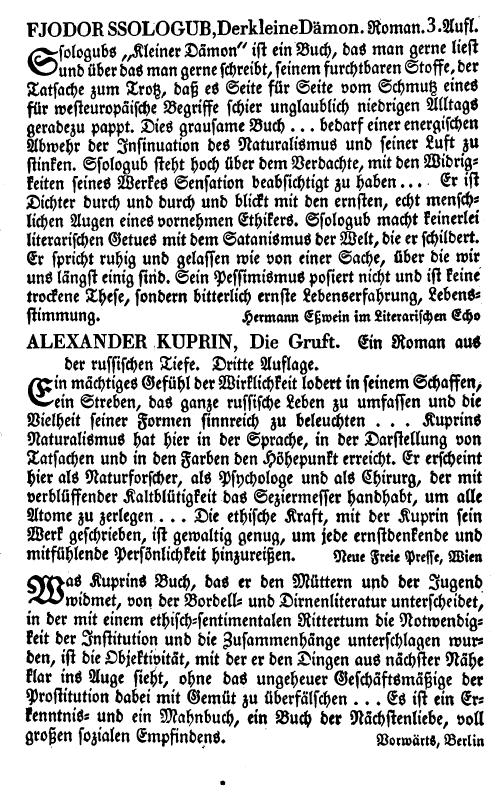 FJODOR SSOLOGUB, Der kleine Dämon. Roman. 3. Aufl.
Ssologubs „Kleiner Dämon“ ist ein Buch, das man gerne liest
und über das man gerne schreibt, seinem furchtbaren Stoffe, der
Tatsache zum Trotz, daß es Seite für Seite vom Schmutz eines
für westeuropäische Begriffe schier unglaublich niedrigen Alltags
geradezu pappt. Dies grausame Buch ... bedarf einer energischen
Abwehr der Insinuation des Naturalismus und seiner Luft zu
stinken. Ssologub steht hoch über dem Verdachte, mit den Widrig-
keiten seines Werkes Sensation beabsichtigt zu haben ... Er ist
Dichter durch und durch und blickt mit den ernsten, echt mensch-
lichen Augen eines vornehmen Ethikers. Ssologub macht keinerlei
literarischen Getues mit dem Satanismus der Welt, die er schildert.
Er spricht ruhig und gelassen wie von einer Sache, über die wir
uns längst einig sind. Sein Pessimismus posiert nicht und ist keine
trockene These, sondern bitterlich ernste Lebenserfahrung, Lebens-
stimmung. Hermann Eßwein im Literarischen Echo
ALEXANDER KUPRIN, Die Gruft. Ein Roman aus
der russischen Tiefe. Dritte Auflage.
Ein mächtiges Gefühl der Wirklichkeit lodert in seinem Schaffen,
ein Streben, das ganze russische Leben zu umfassen und die
Vielheit seiner Formen sinnreich zu beleuchten ... Kuprins
Naturalismus hat hier in der Sprache, in der Darstellung von
Tatsachen und in den Farben den Höhepunkt erreicht. Er erscheint
hier als Naturforscher, als Psychologe und als Chirurg, der mit
verblüffender Kaltblütigkeit das Seziermesser handhabt, um alle
Atome zu zerlegen ... Die ethische Kraft, mit der Kuprin sein
Werk geschrieben, ist gewaltig genug, um jede ernstdenkende und
mitfühlende Persönlichkeit hinzureißen. Neue Freie Presse, Wien
Was Kuprins Buch, das er den Müttern und der Jugend
widmet, von der Bordell- und Dirnenliteratur unterscheidet,
in der mit einem ethisch-sentimentalen Rittertum die Notwendig-
keit der Institution und die Zusammenhänge unterschlagen wur-
den, ist die Objektivität, mit der er den Dingen aus nächster Nähe
klar ins Auge sieht, ohne das ungeheuer Geschäftsmäßige der
Prostitution dabei mit Gemüt zu überfälschen ... Es ist ein Er-
kenntnis- und ein Mahnbuch, ein Buch der Nächstenliebe, voll
großen sozialen Empfindens. Vorwärts, Berlin